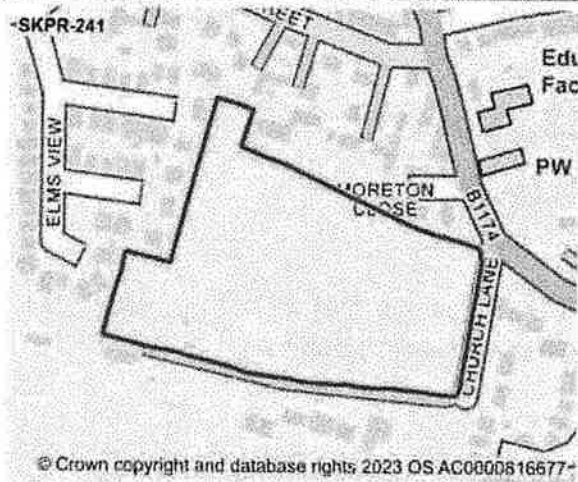 SKPR-241
REET
Edu
Fac
PW
ELMS VIEW
MORETON
CLOSE
B1174
CHURCH LANE
© Crown copyright and database rights 2023 OS AC0000816677